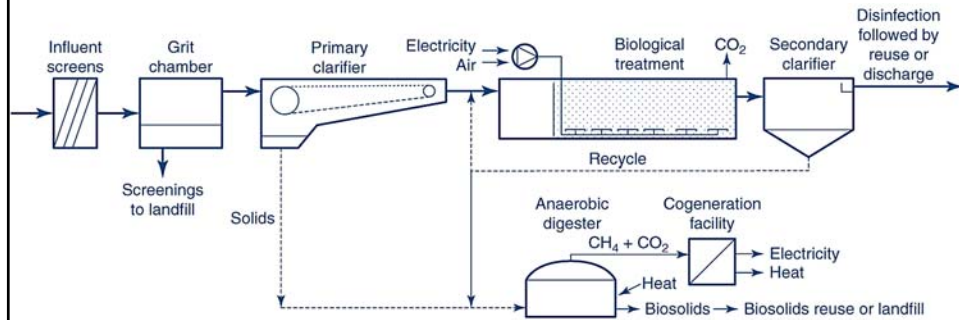 Influent
screens
Grit
chamber
Primary
clarifier
Electricity
Air
Biological
treatment
CO₂
Secondary
clarifier
Disinfection
followed by
reuse or
discharge
Screenings
to landfill
Solids
Recycle
Anaerobic
digester
Cogeneration
facility
CH₄ + CO₂
Electricity
Heat
Heat
Biosolids
Biosolids reuse or landfill